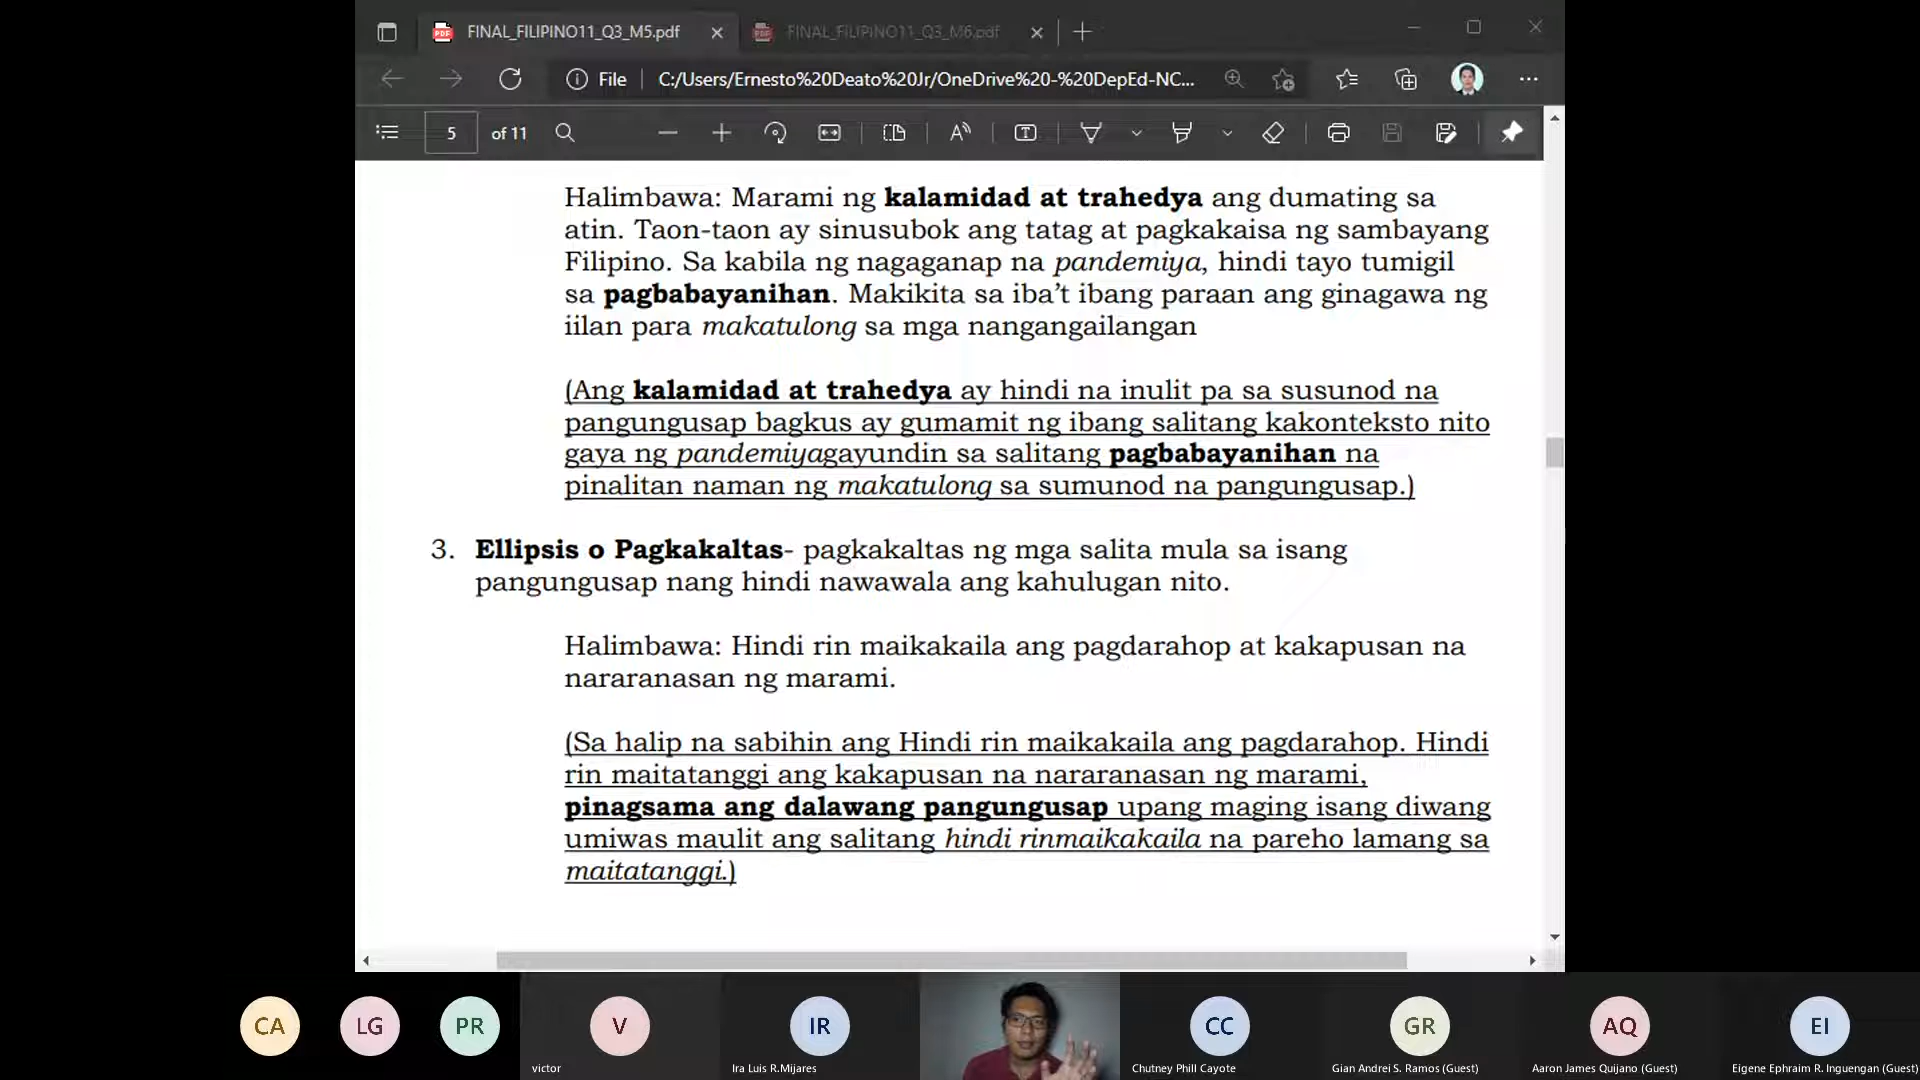 FINAL_FILIPINO11_Q3_M5.pdf
FINAL_FILIPINO11_Q3_M6.pdf
File
C:/Users/Ernesto%20Deato%20Jr/OneDrive%20-%20DepEd-NC...
5 of 11
Halimbawa: Marami ng kalamidad at trahedya ang dumating sa
atin. Taon-taon ay sinusubok ang tatag at pagkakaisa ng sambayang
Filipino. Sa kabila ng nagaganap na pandemiya, hindi tayo tumigil
sa pagbabayanihan. Makikita sa iba’t ibang paraan ang ginagawa ng
iilan para makatulong sa mga nangangailangan
(Ang kalamidad at trahedya ay hindi na inulit pa sa susunod na
pangungusap bagkus ay gumamit ng ibang salitang kakonteksto nito
gaya ng pandemiyagayundin sa salitang pagbabayanihan na
pinalitan naman ng makatulong sa sumunod na pangungusap.)
3. Ellipsis o Pagkakaltas- pagkakaltas ng mga salita mula sa isang
pangungusap nang hindi nawawala ang kahulugan nito.
Halimbawa: Hindi rin maikakaila ang pagdarahop at kakapusan na
nararanasan ng marami.
(Sa halip na sabihin ang Hindi rin maikakaila ang pagdarahop. Hindi
rin maitatanggi ang kakapusan na nararanasan ng marami,
pinagsama ang dalawang pangungusap upang maging isang diwang
umiwas maulit ang salitang hindi rinmaikakaila na pareho lamang sa
maitatanggi.)
CA
LG
PR
V
IR
CC
GR
AQ
EI
victor
Ira Luis R.Mijares
Chutney Phill Cayote
Gian Andrei S. Ramos (Guest)
Aaron James Quijano (Guest)
Eigene Ephraim R. Inguengan (Guest)